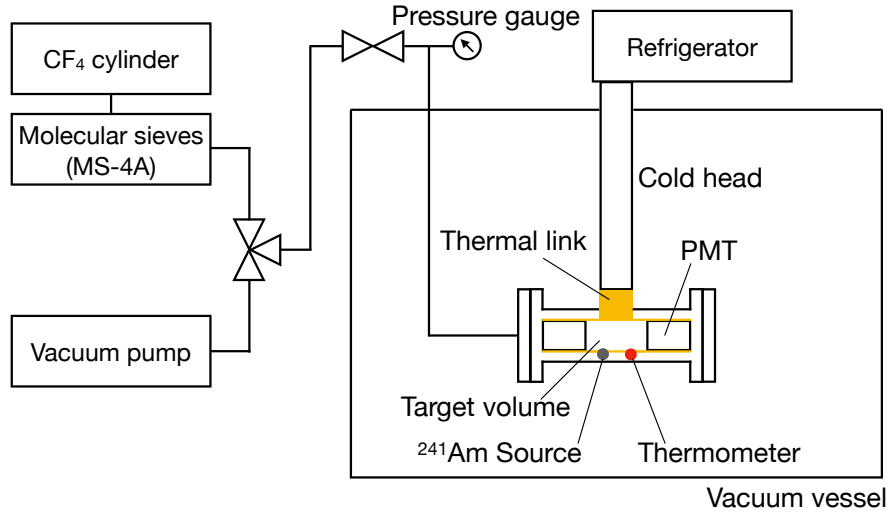 Pressure gauge
Refrigerator
CF₄ cylinder
Molecular sieves
(MS-4A)
Cold head
Thermal link
PMT
Vacuum pump
Target volume
²⁴¹Am Source
Thermometer
Vacuum vessel